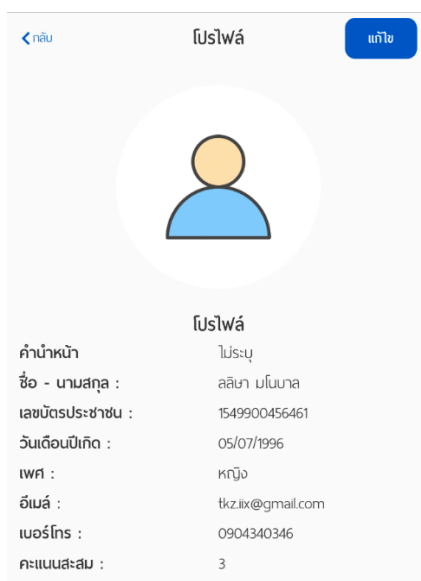 กลับ โปรไฟล์ แก้ไข
โปรไฟล์
คำนำหน้า ไม่ระบุ
ชื่อ - นามสกุล : ลลิษา มโนบาล
เลขบัตรประชาชน : 1549900456461
วันเดือนปีเกิด : 05/07/1996
เพศ : หญิง
อีเมล์ : tkz.iix@gmail.com
เบอร์โทร : 0904340346
คะแนนสะสม : 3